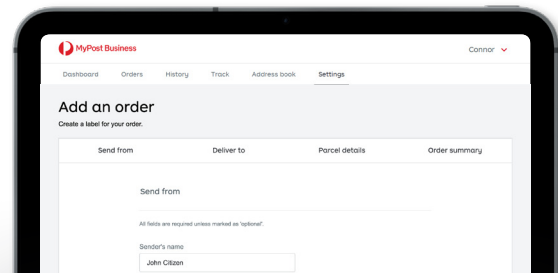 MyPost Business
Connor
Dashboard Orders History Track Address book Settings
Add an order
Create a label for your order.
Send from Deliver to Parcel details Order summary
Send from
All fields are required unless marked as 'optional'.
Sender's name
John Citizen